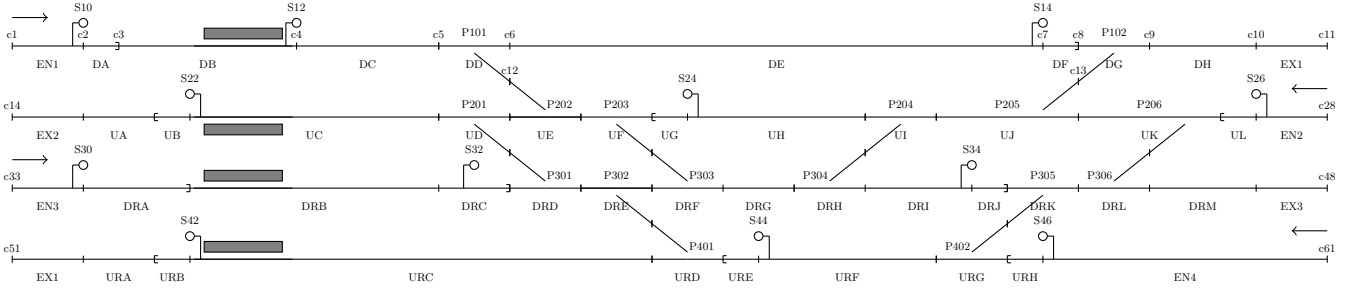 S10 S12 S14
c1 c2 c3 c4 c5 P101 c6 c7 c8 P102 c9 c10 c11
EN1 DA DB DC DD DE DF DG DH EX1
c12 c13
S22 S24 S26
c14 P201 P202 P203 P204 P205 P206 c28
EX2 UA UB UC UD UE UF UG UH UI UJ UK UL EN2
S30 S32 S34
c33 P301 P302 P303 P304 P305 P306 c48
EN3 DRA DRB DRC DRD DRE DRF DRG DRH DRI DRJ DRK DRL DRM EX3
S42 S44 S46
c51 P401 P402 c61
EX1 URA URB URC URD URE URF URG URH EN4